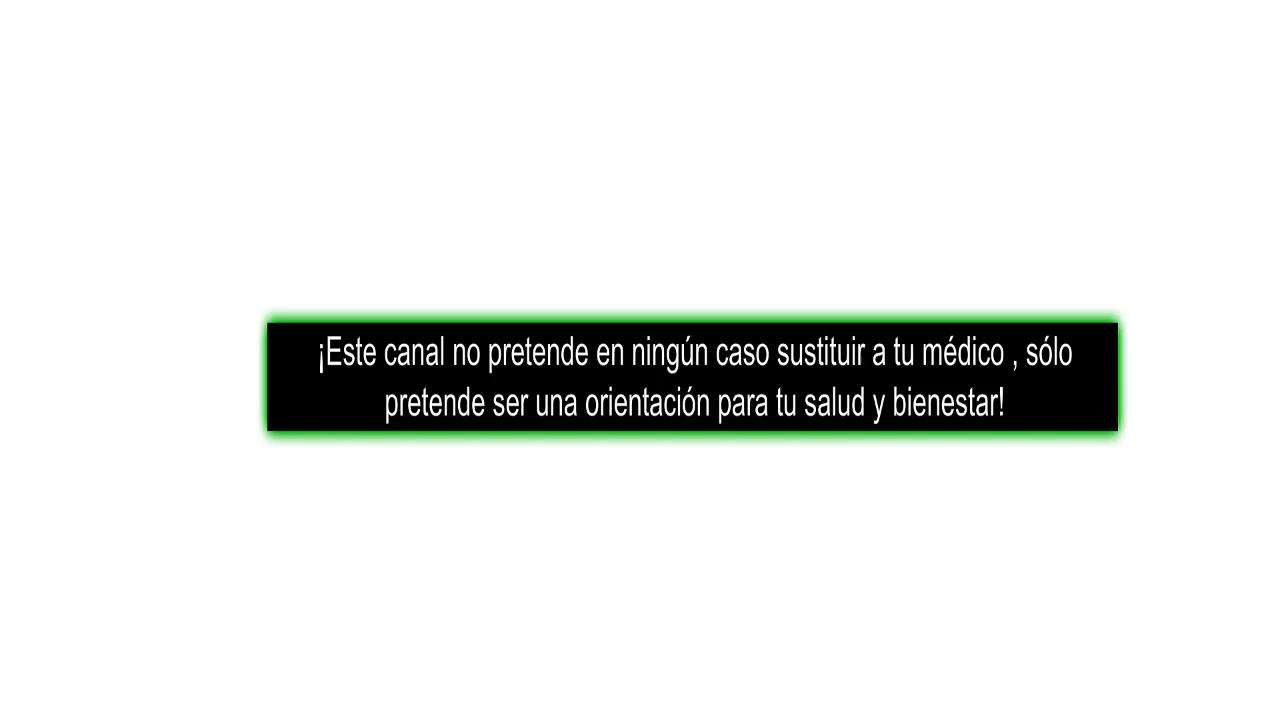 ¡Este canal no pretende en ningún caso sustituir a tu médico , sólo
pretende ser una orientación para tu salud y bienestar!